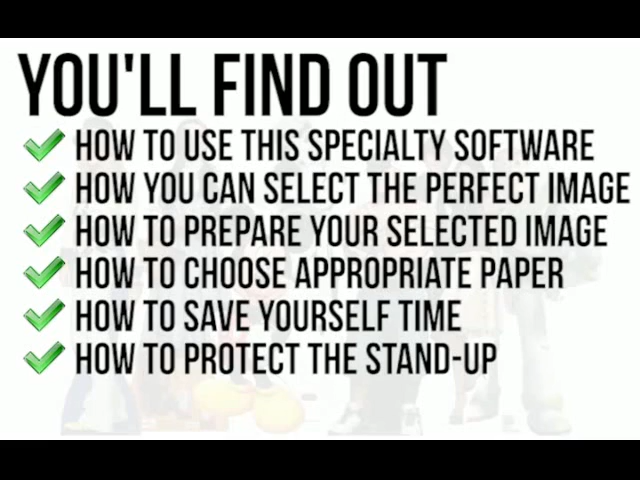 YOU'LL FIND OUT
HOW TO USE THIS SPECIALTY SOFTWARE
HOW YOU CAN SELECT THE PERFECT IMAGE
HOW TO PREPARE YOUR SELECTED IMAGE
HOW TO CHOOSE APPROPRIATE PAPER
HOW TO SAVE YOURSELF TIME
HOW TO PROTECT THE STAND-UP